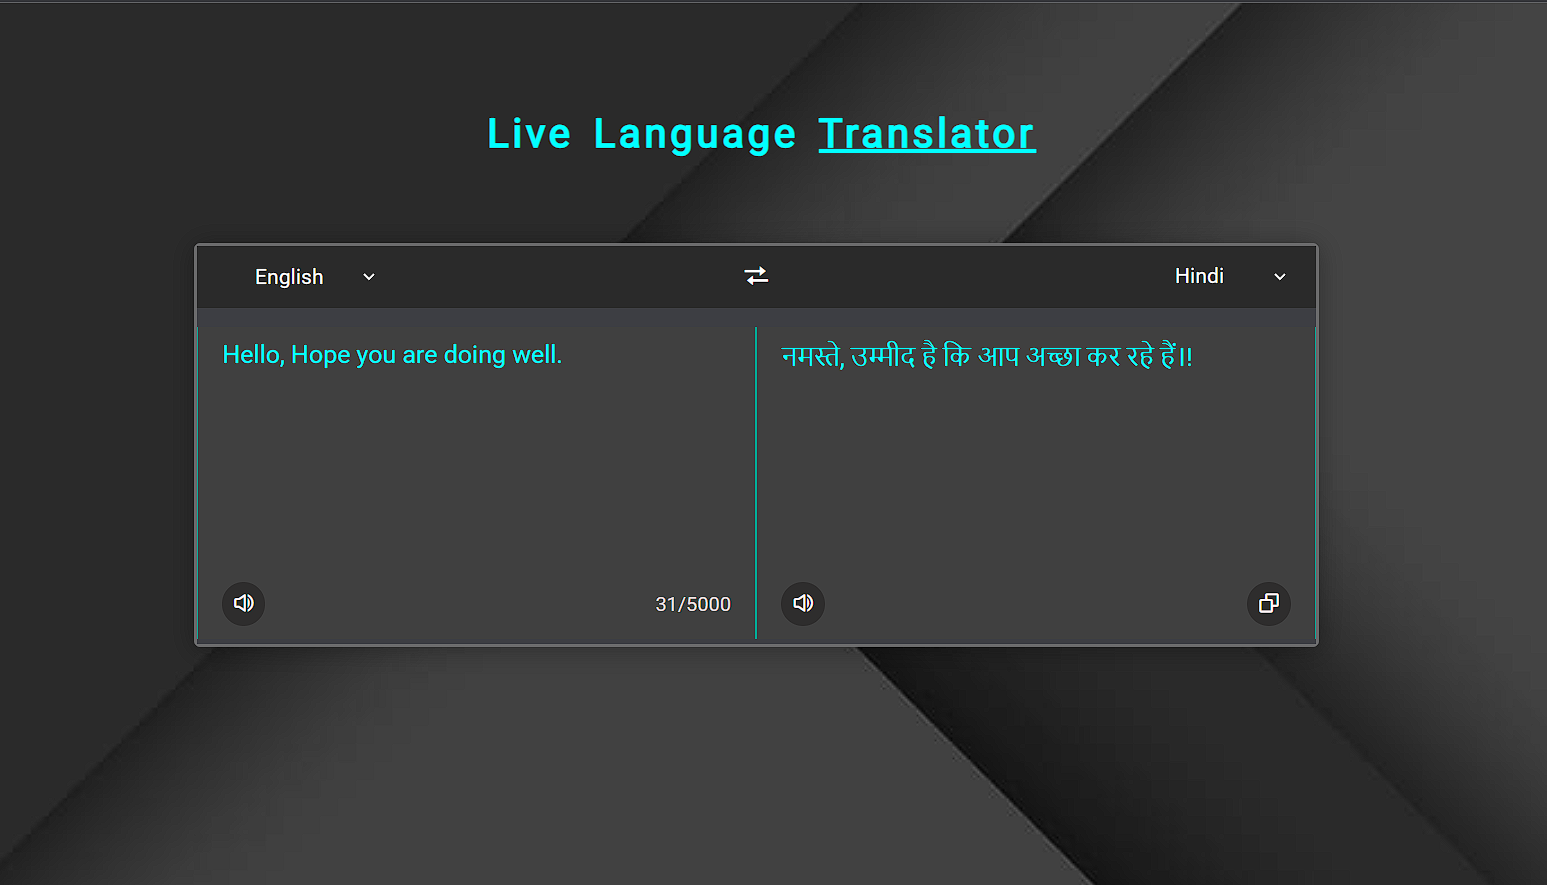 Live Language Translator
English
Hindi
Hello, Hope you are doing well.
नमस्ते, उम्मीद है कि आप अच्छा कर रहे हैं।!
31/5000